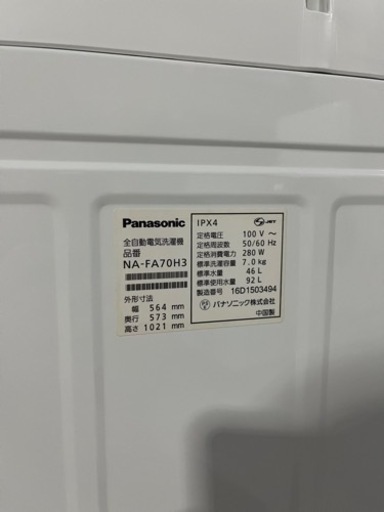 Panasonic
全自動電気洗濯機
品番
NA-FA70H3
外形寸法
幅 564 mm
奥行 573 mm
高さ 1021 mm
IPX4
JET
定格電圧 100 V ～
定格周波数 50/60 Hz
定格消費電力 280 W
標準洗濯容量 7.0 kg
標準水量 46 L
標準使用水量 92 L
製造番号 16D1503494
パナソニック株式会社
中国製